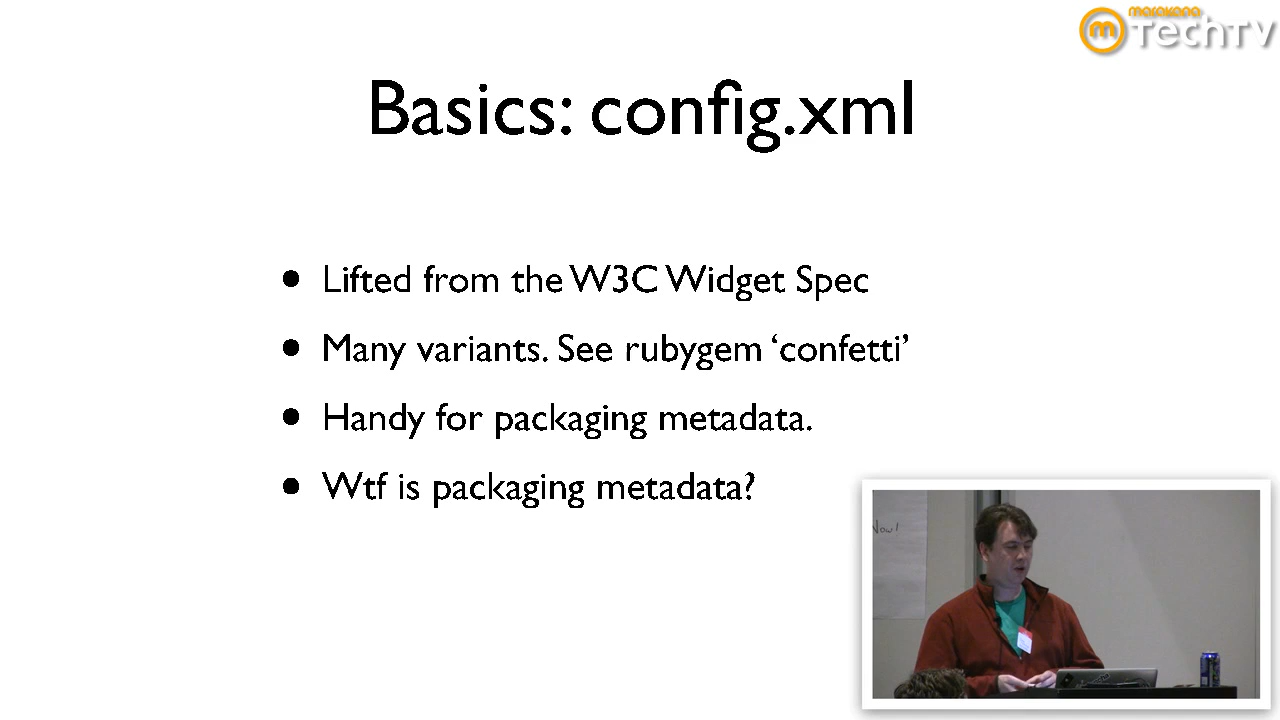 marakana
TechTV
Basics: config.xml
• Lifted from the W3C Widget Spec
• Many variants. See rubygem ‘confetti’
• Handy for packaging metadata.
• Wtf is packaging metadata?
Now!